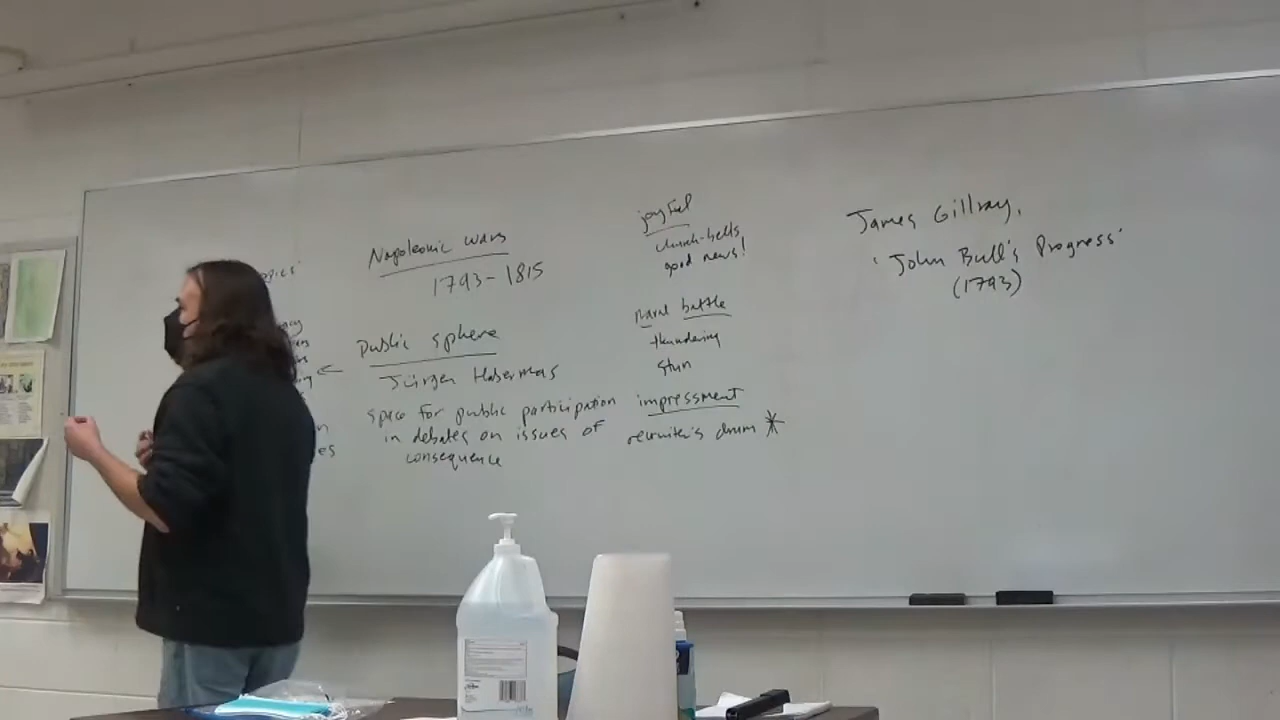 Napoleonic wars
1793-1815
public sphere
←
Jürgen Habermas
space for public participation
in debates on issues of
consequence
joyful
church-bells
good news!
naval battle
thundering
stun
impressment
recruiter's drum *
James Gillray,
'John Bull's Progress'
(1793)